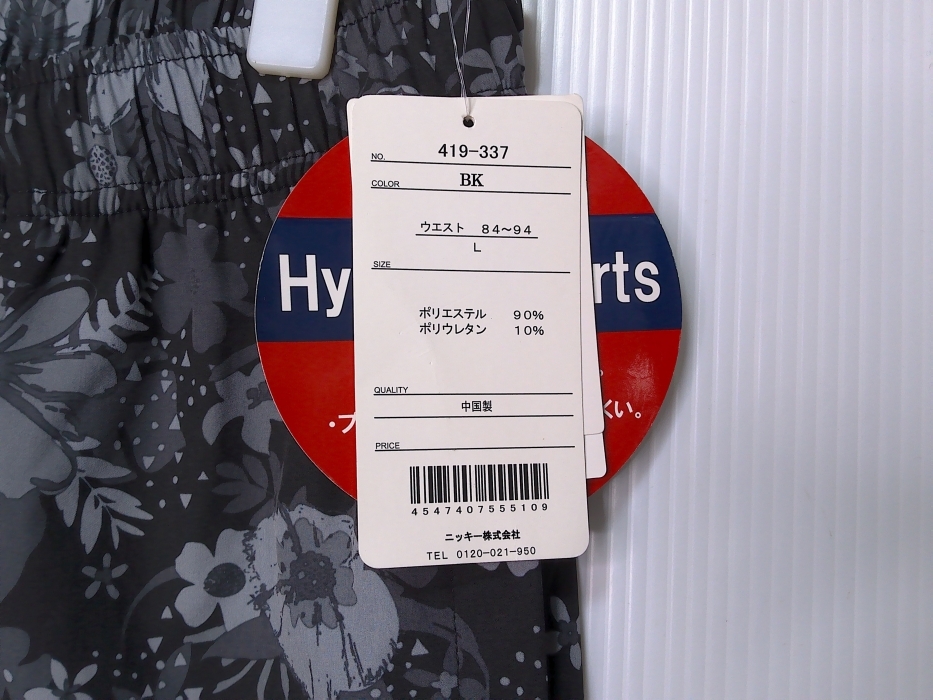 NO. 419-337
COLOR BK
ウエスト 84〜94
L
SIZE
ポリエステル 90%
ポリウレタン 10%
QUALITY
中国製
PRICE
4547407555109
ニッキー株式会社
TEL 0120-021-950
Hy
rts
くい。